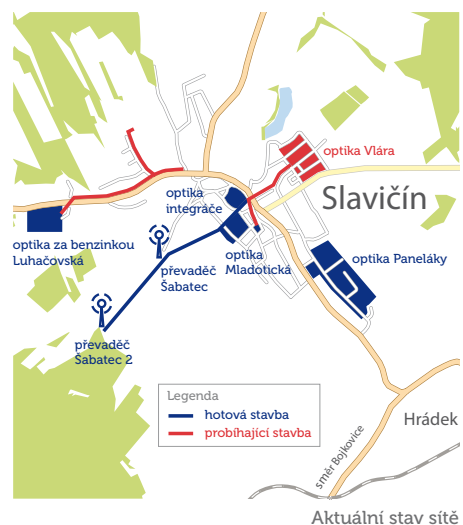 optika Vlára
Slavičín
optika
integráče
optika za benzinkou
Luhačovská
převaděč
Šabatec
optika
Mladotická
optika Paneláky
převaděč
Šabatec 2
Legenda
hotová stavba
probíhající stavba
Hrádek
směr Bojkovice
Aktuální stav sítě